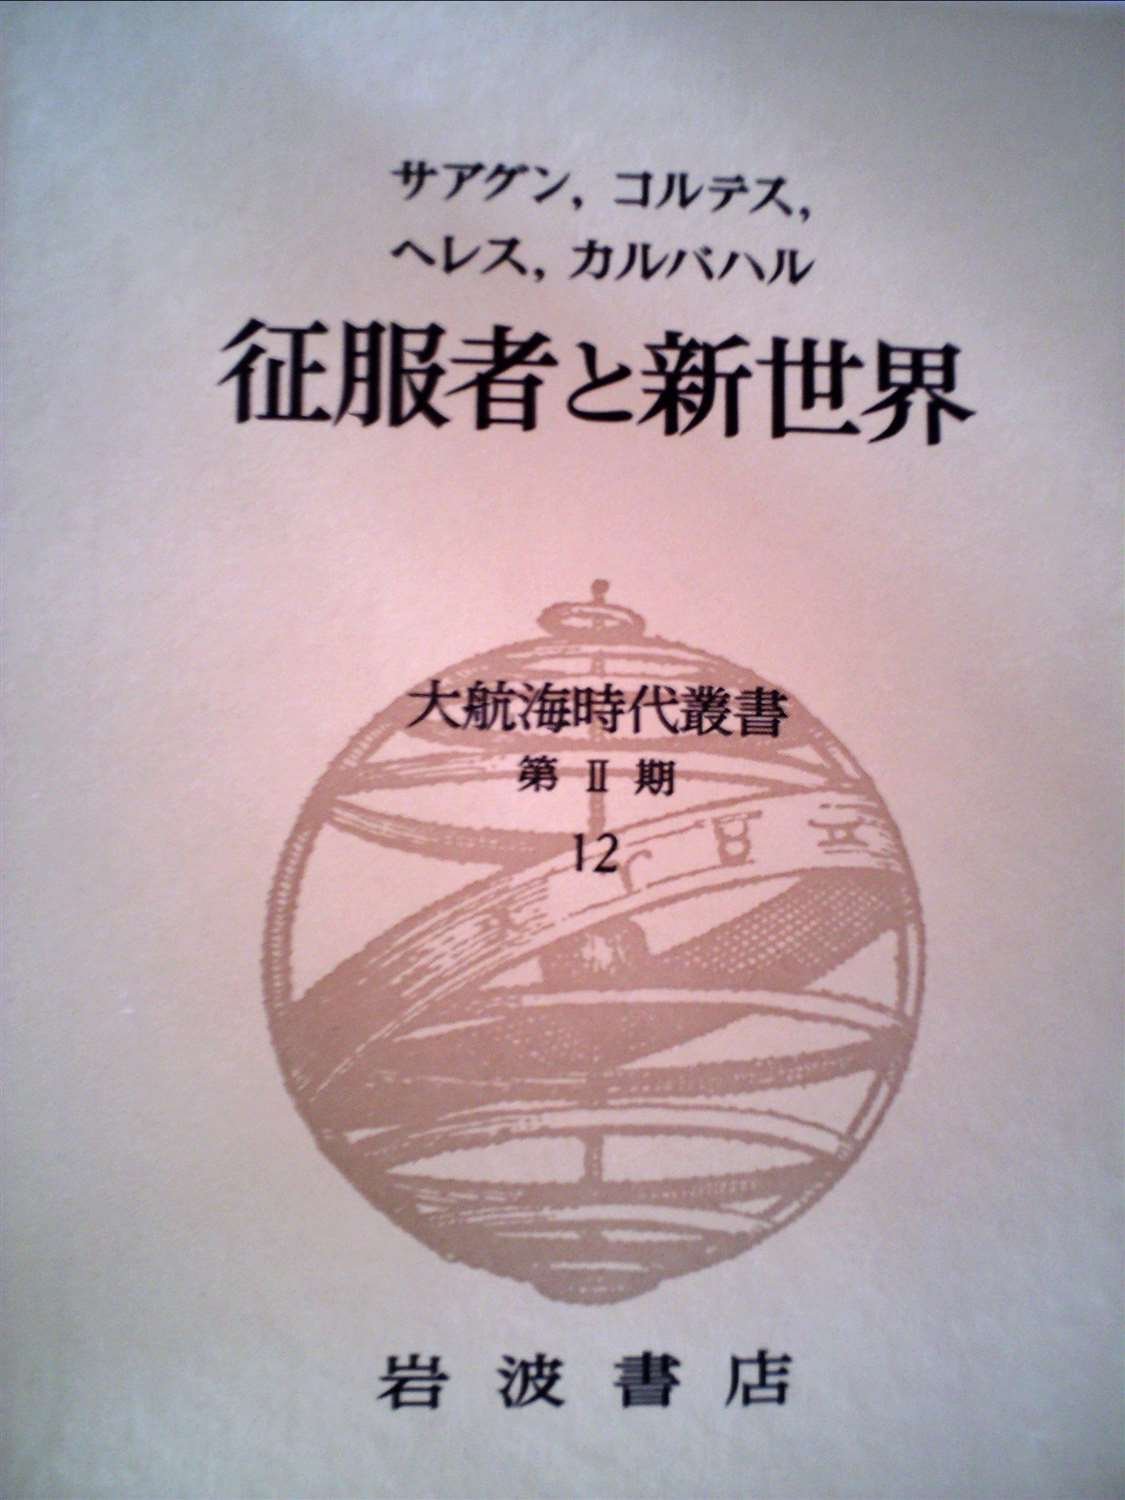 サアグン, コルテス,
ヘレス, カルバハル
征服者と新世界
大航海時代叢書
第 Ⅱ 期
12
岩波書店